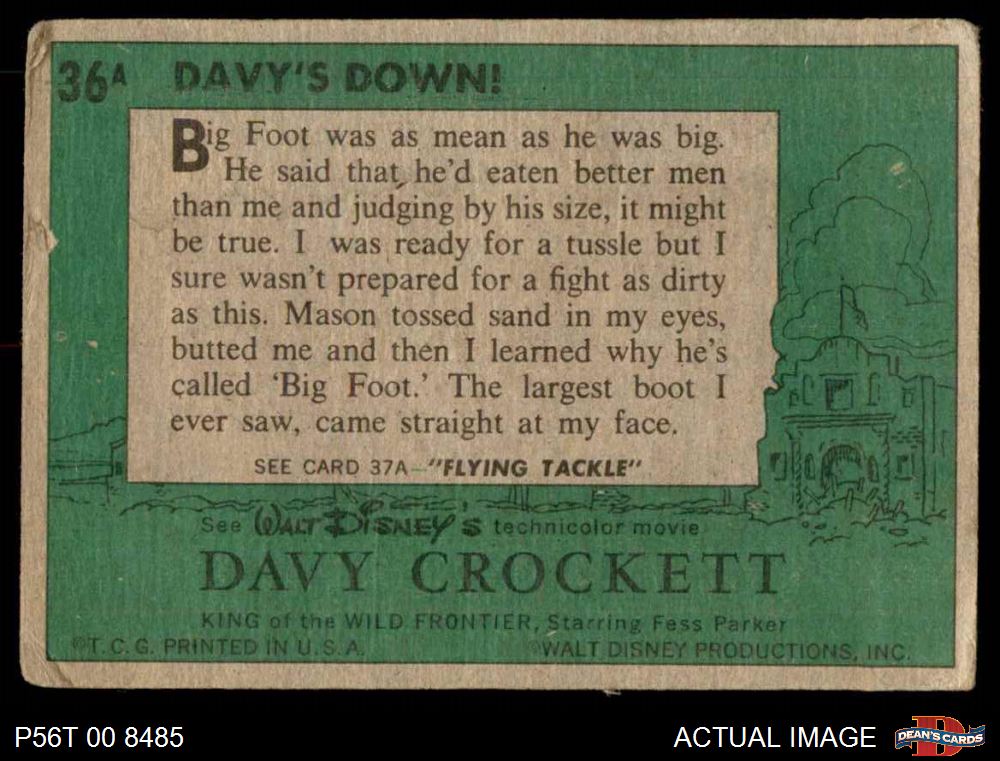 36A DAVY'S DOWN!
Big Foot was as mean as he was big.
He said that he'd eaten better men
than me and judging by his size, it might
be true. I was ready for a tussle but I
sure wasn't prepared for a fight as dirty
as this. Mason tossed sand in my eyes,
butted me and then I learned why he's
called 'Big Foot.' The largest boot I
ever saw, came straight at my face.
SEE CARD 37A-"FLYING TACKLE"
See WALT DISNEY'S technicolor movie
DAVY CROCKETT
KING of the WILD FRONTIER, Starring Fess Parker
©T.C.G. PRINTED IN U.S.A. ©WALT DISNEY PRODUCTIONS, INC.
P56T 00 8485 ACTUAL IMAGE D DEAN'S CARDS